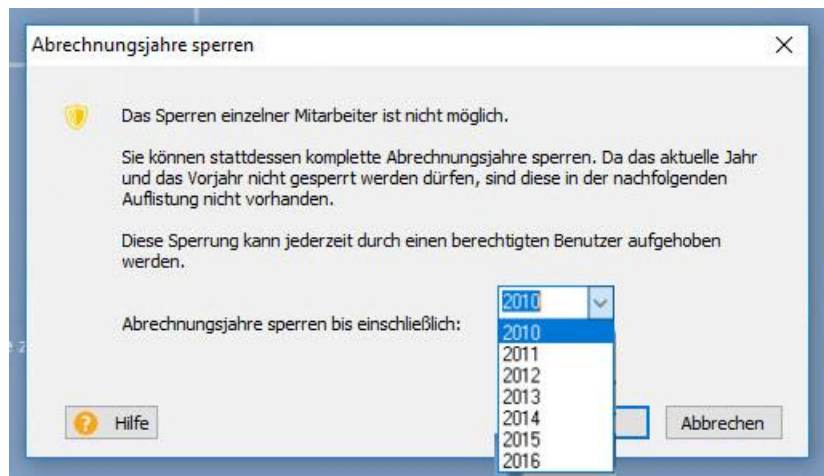 Abrechnungsjahre sperren
Das Sperren einzelner Mitarbeiter ist nicht möglich.
Sie können stattdessen komplette Abrechnungsjahre sperren. Da das aktuelle Jahr
und das Vorjahr nicht gesperrt werden dürfen, sind diese in der nachfolgenden
Auflistung nicht vorhanden.
Diese Sperrung kann jederzeit durch einen berechtigten Benutzer aufgehoben
werden.
Abrechnungsjahre sperren bis einschließlich:
2010
2010
2011
2012
2013
2014
2015
2016
Hilfe
Abbrechen